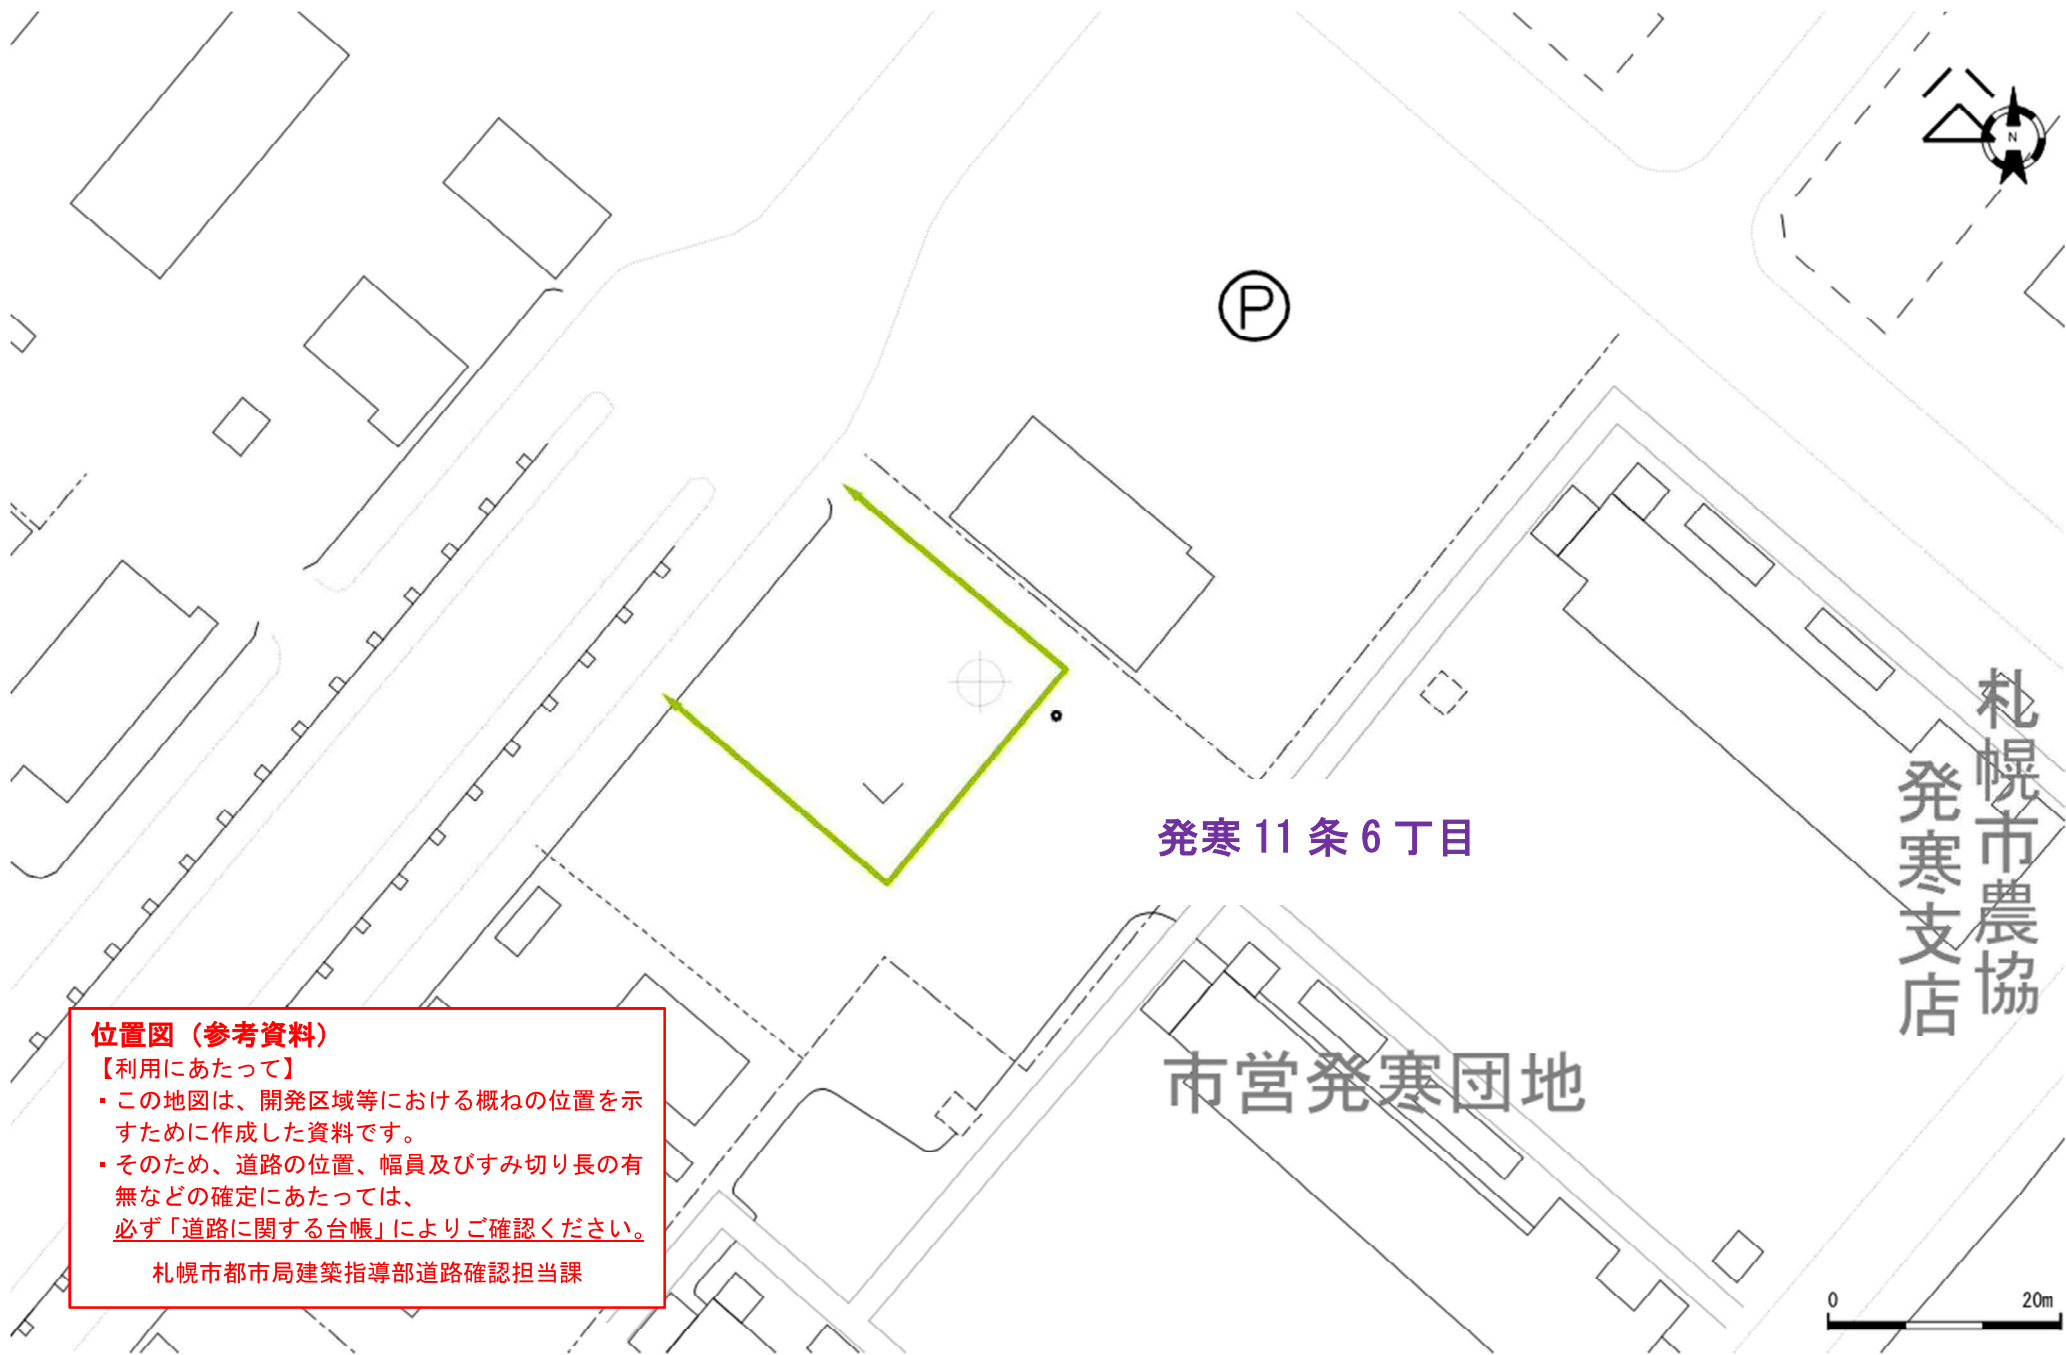 公
N
P
発寒 11 条 6 丁目
札幌市農協
発寒支店
市営発寒団地
位置図（参考資料）
【利用にあたって】
・この地図は、開発区域等における概ねの位置を示
すために作成した資料です。
・そのため、道路の位置、幅員及びすみ切り長の有
無などの確定にあたっては、
必ず「道路に関する台帳」によりご確認ください。
札幌市都市局建築指導部道路確認担当課
0 20m